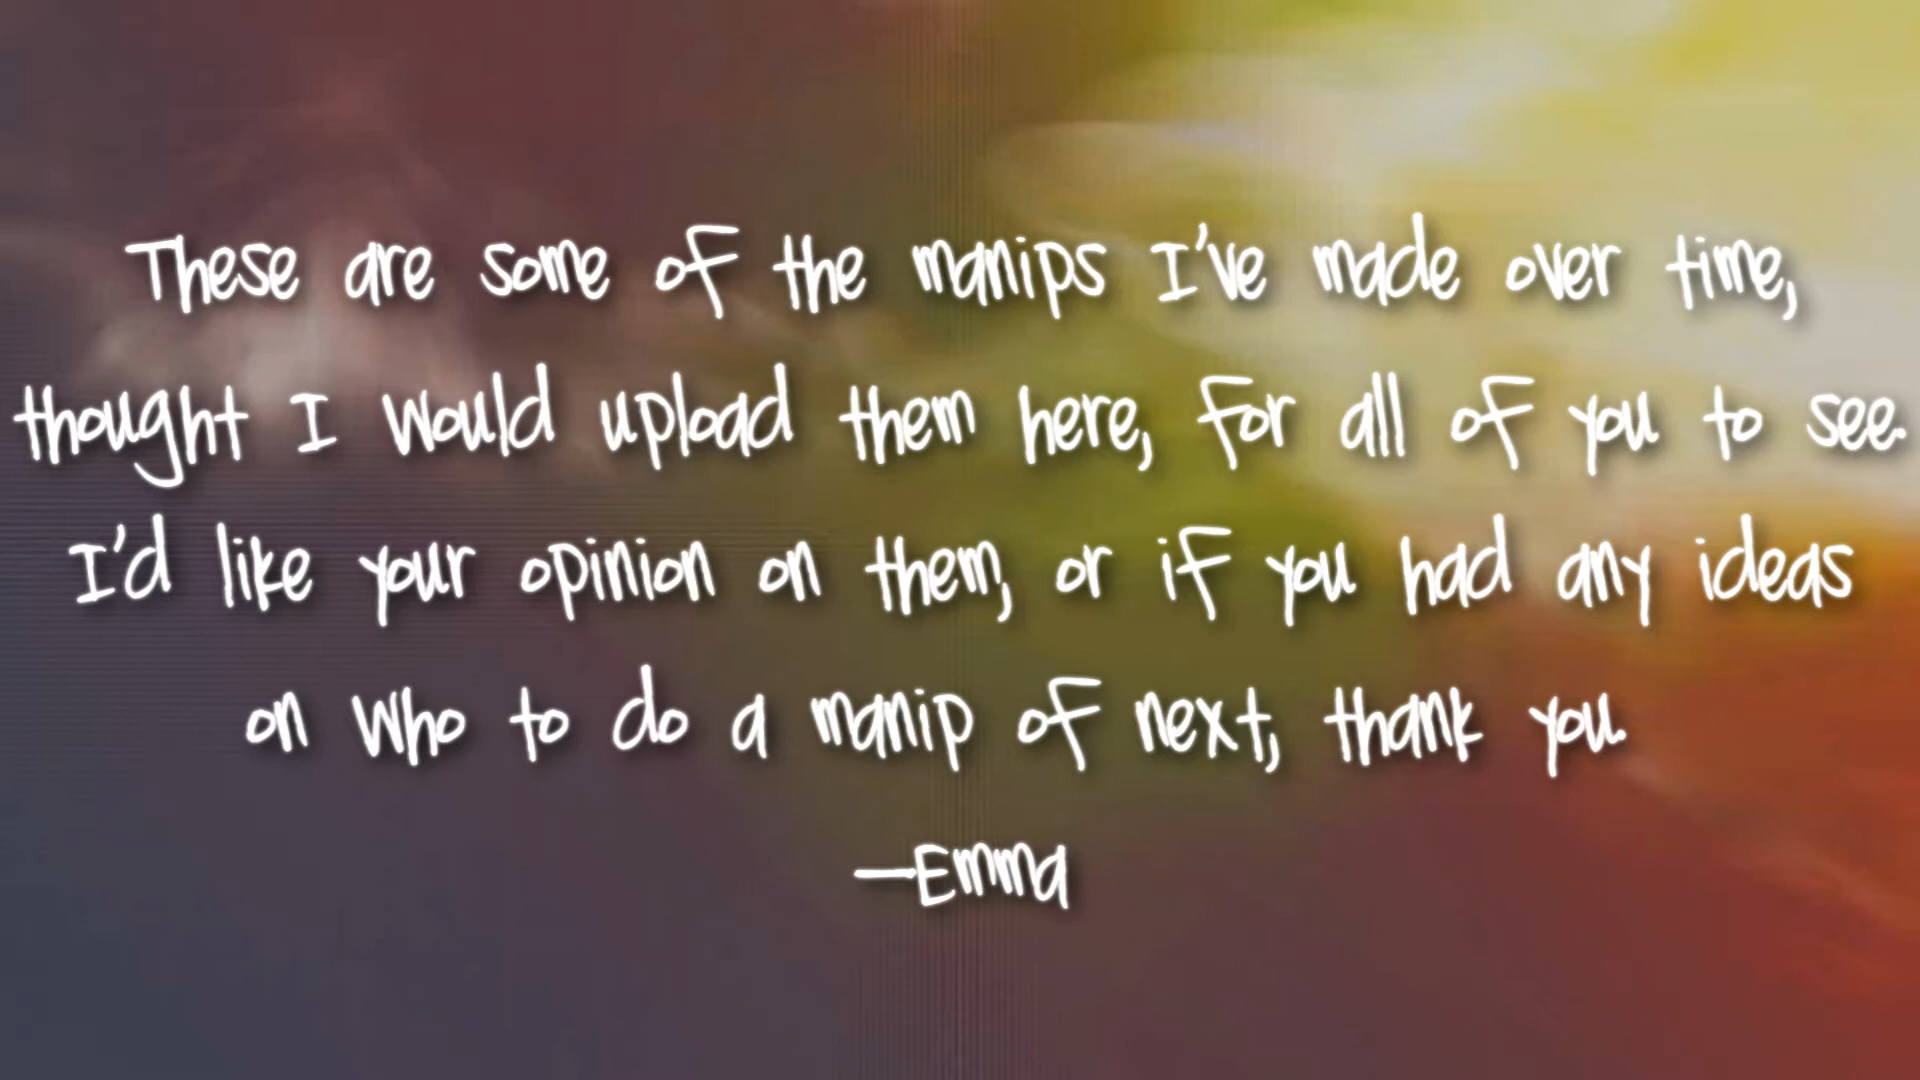 These are some of the manips I've made over time,
thought I would upload them here, for all of you to see.
I'd like your opinion on them, or if you had any ideas
on who to do a manip of next, thank you.
—Emma